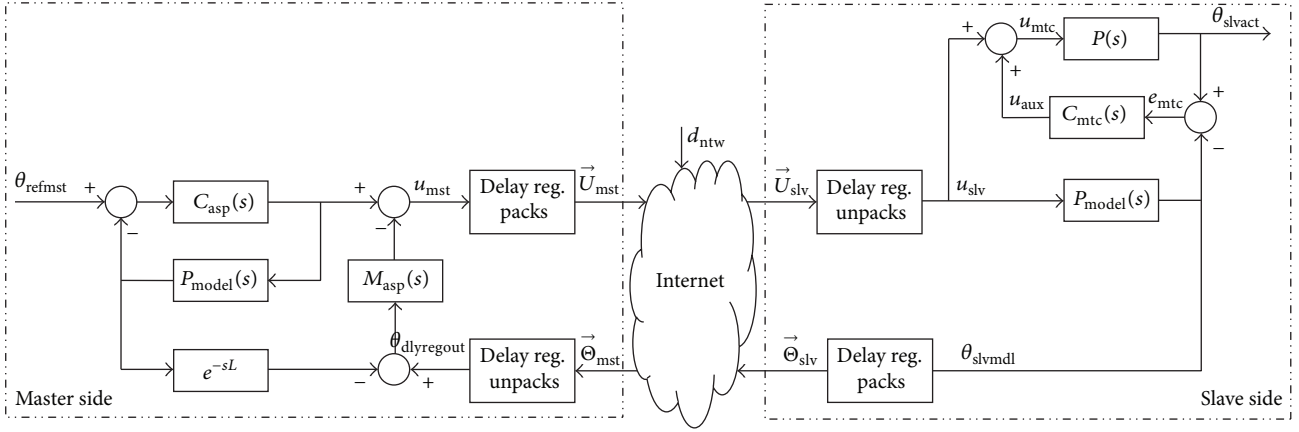 θrefmst
+
−
Casp(s)
Pmodel(s)
e−sL
+
−
umst
Masp(s)
θdlyregout
−
+
Delay reg.
packs
U⃗mst
Delay reg.
unpacks
Θ⃗mst
Master side
dntw
Internet
U⃗slv
Delay reg.
unpacks
uslv
Θ⃗slv
Delay reg.
packs
θslvmdl
+
+
umtc
P(s)
θslvact
uaux
Cmtc(s)
emtc
+
−
Pmodel(s)
Slave side